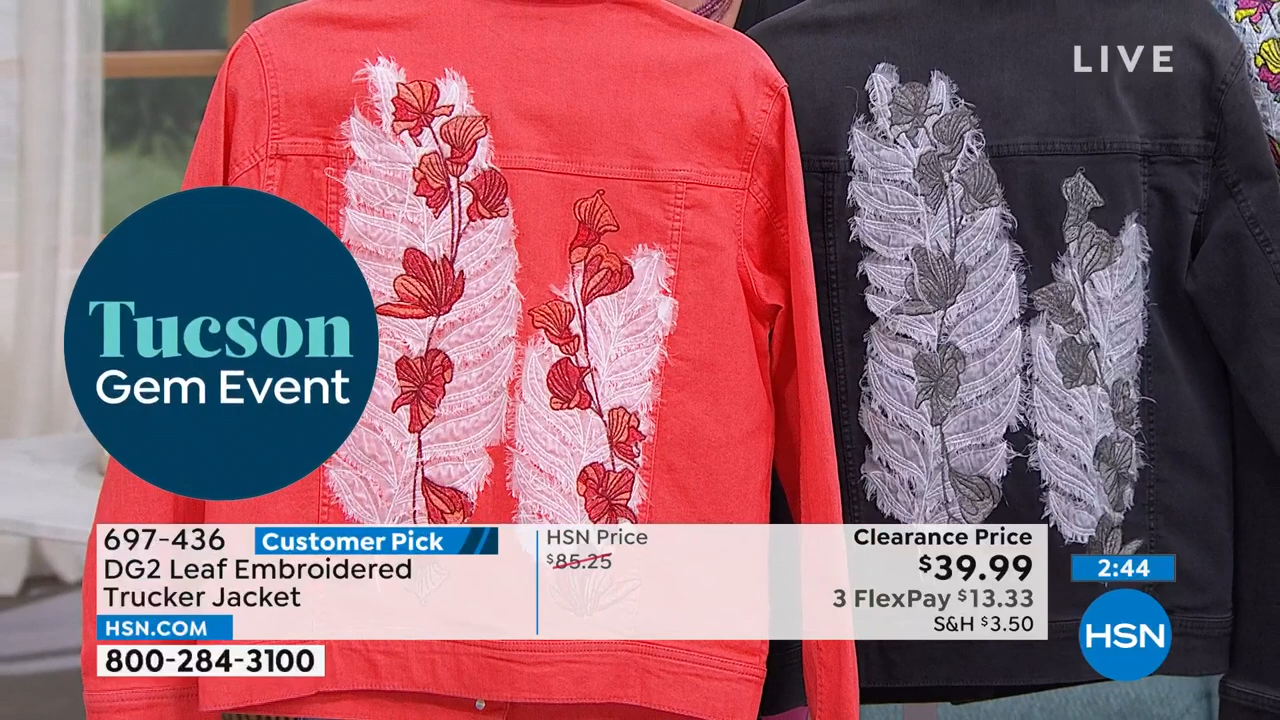 LIVE
Tucson
Gem Event
697-436 Customer Pick
DG2 Leaf Embroidered
Trucker Jacket
HSN.COM
800-284-3100
HSN Price
$85.25
Clearance Price
$39.99
3 FlexPay $13.33
S&H $3.50
2:44
HSN